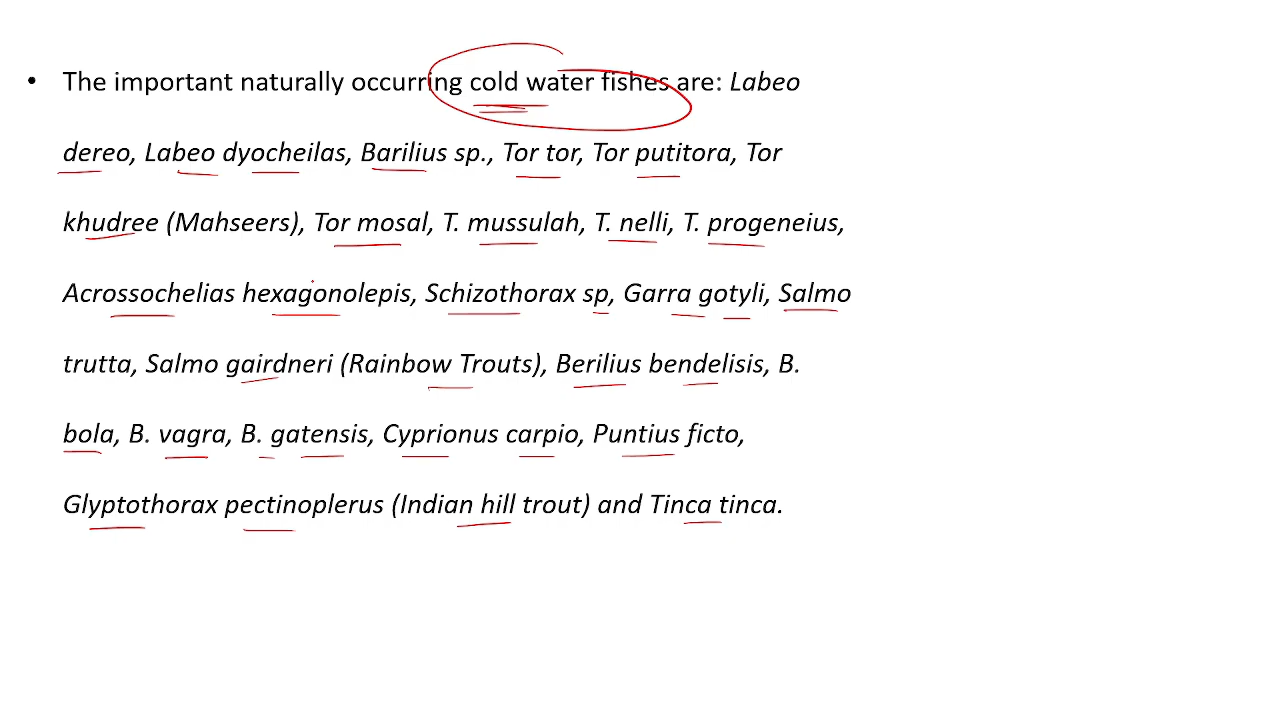 • The important naturally occurring cold water fishes are: Labeo
dereo, Labeo dyocheilas, Barilius sp., Tor tor, Tor putitora, Tor
khudree (Mahseers), Tor mosal, T. mussulah, T. nelli, T. progeneius,
Acrossochelias hexagonolepis, Schizothorax sp, Garra gotyli, Salmo
trutta, Salmo gairdneri (Rainbow Trouts), Berilius bendelisis, B.
bola, B. vagra, B. gatensis, Cyprionus carpio, Puntius ficto,
Glyptothorax pectinoplerus (Indian hill trout) and Tinca tinca.